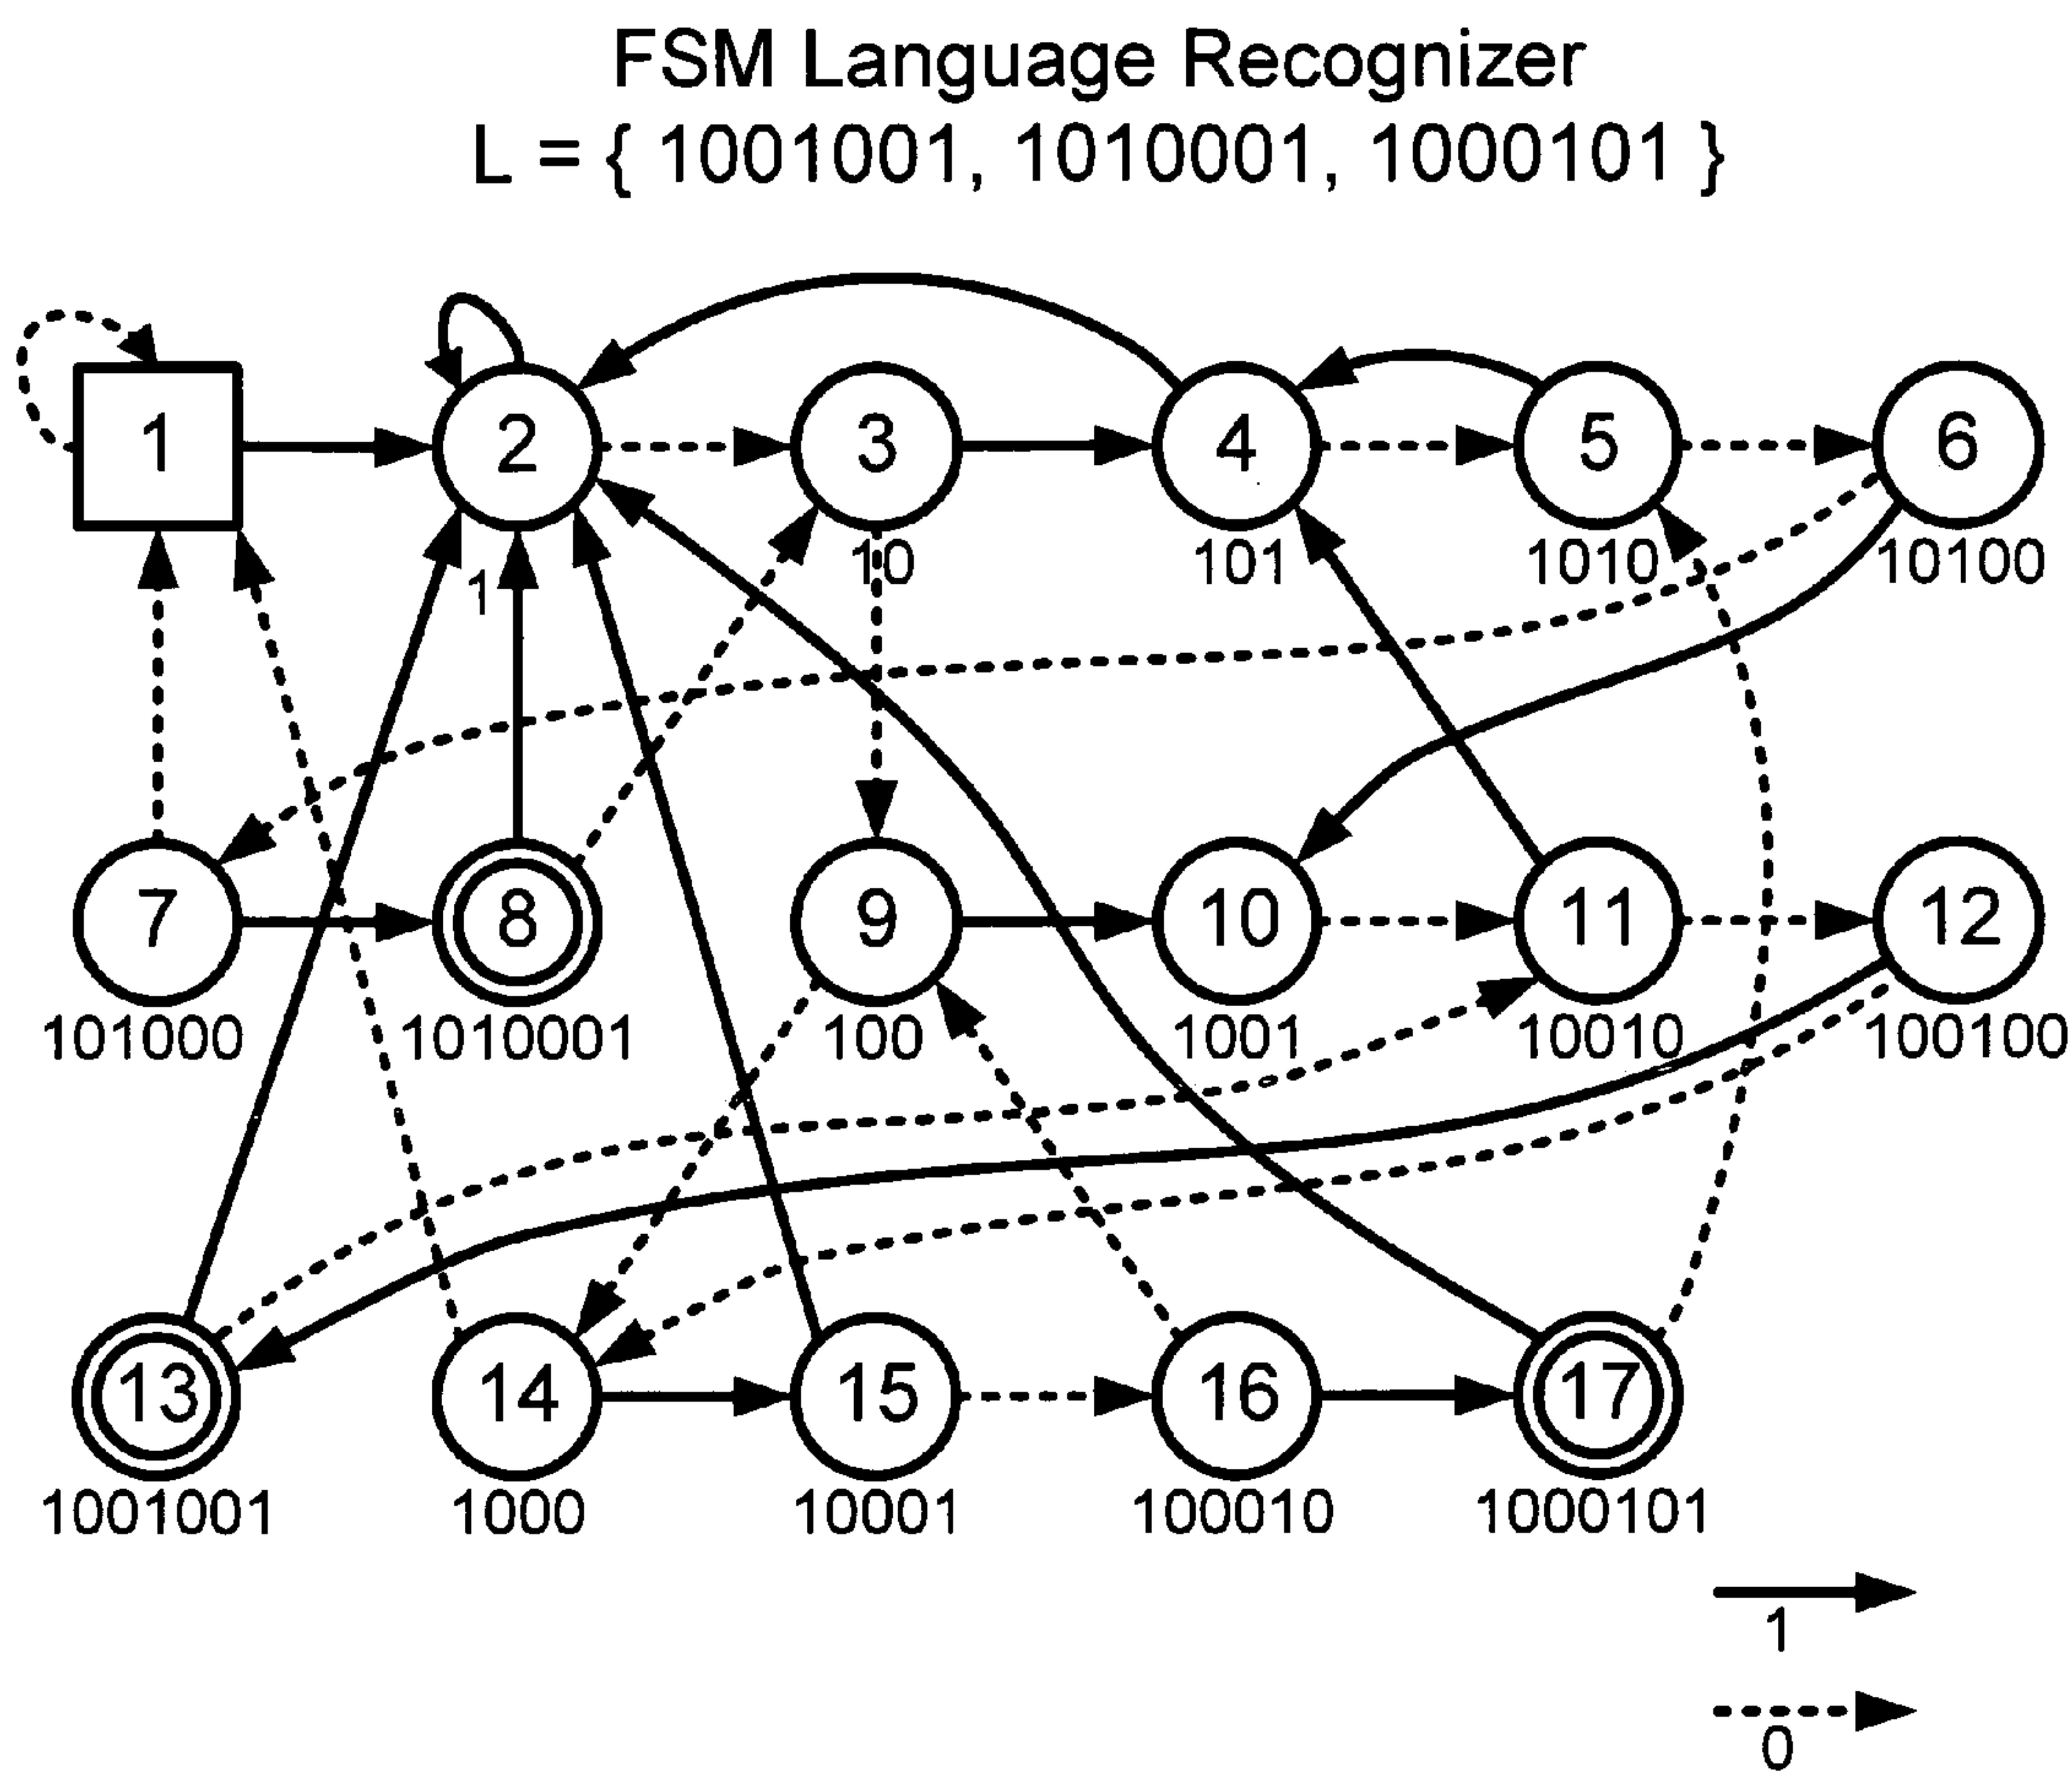 FSM Language Recognizer
L = { 1001001, 1010001, 1000101 }
1 2 3 4 5 6
1 10 101 1010 10100
7 8 9 10 11 12
101000 1010001 100 1001 10010 100100
13 14 15 16 17
1001001 1000 10001 100010 1000101
1
0